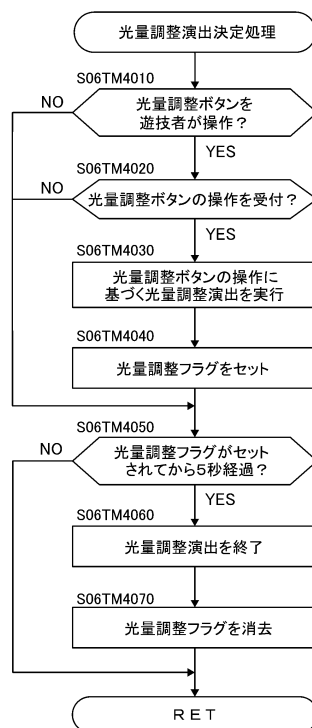 光量調整演出決定処理
S06TM4010
NO
光量調整ボタンを
遊技者が操作？
YES
S06TM4020
NO
光量調整ボタンの操作を受付？
YES
S06TM4030
光量調整ボタンの操作に
基づく光量調整演出を実行
S06TM4040
光量調整フラグをセット
S06TM4050
NO
光量調整フラグがセット
されてから５秒経過？
YES
S06TM4060
光量調整演出を終了
S06TM4070
光量調整フラグを消去
ＲＥＴ